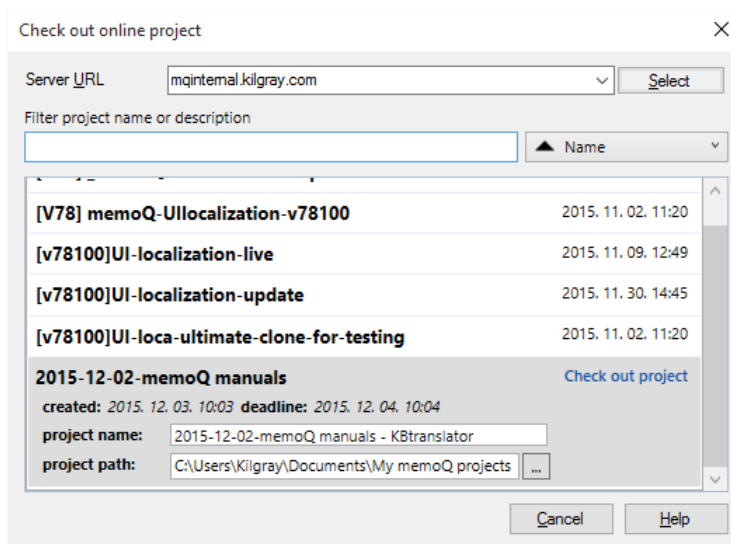 Check out online project
Server URL mqinternal.kilgray.com Select
Filter project name or description
Name
[V78] memoQ-UIlocalization-v78100 2015. 11. 02. 11:20
[v78100]UI-localization-live 2015. 11. 09. 12:49
[v78100]UI-localization-update 2015. 11. 30. 14:45
[v78100]UI-loca-ultimate-clone-for-testing 2015. 11. 02. 11:20
2015-12-02-memoQ manuals Check out project
created: 2015. 12. 03. 10:03 deadline: 2015. 12. 04. 10:04
project name: 2015-12-02-memoQ manuals - KBtranslator
project path: C:\Users\Kilgray\Documents\My memoQ projects ...
Cancel Help